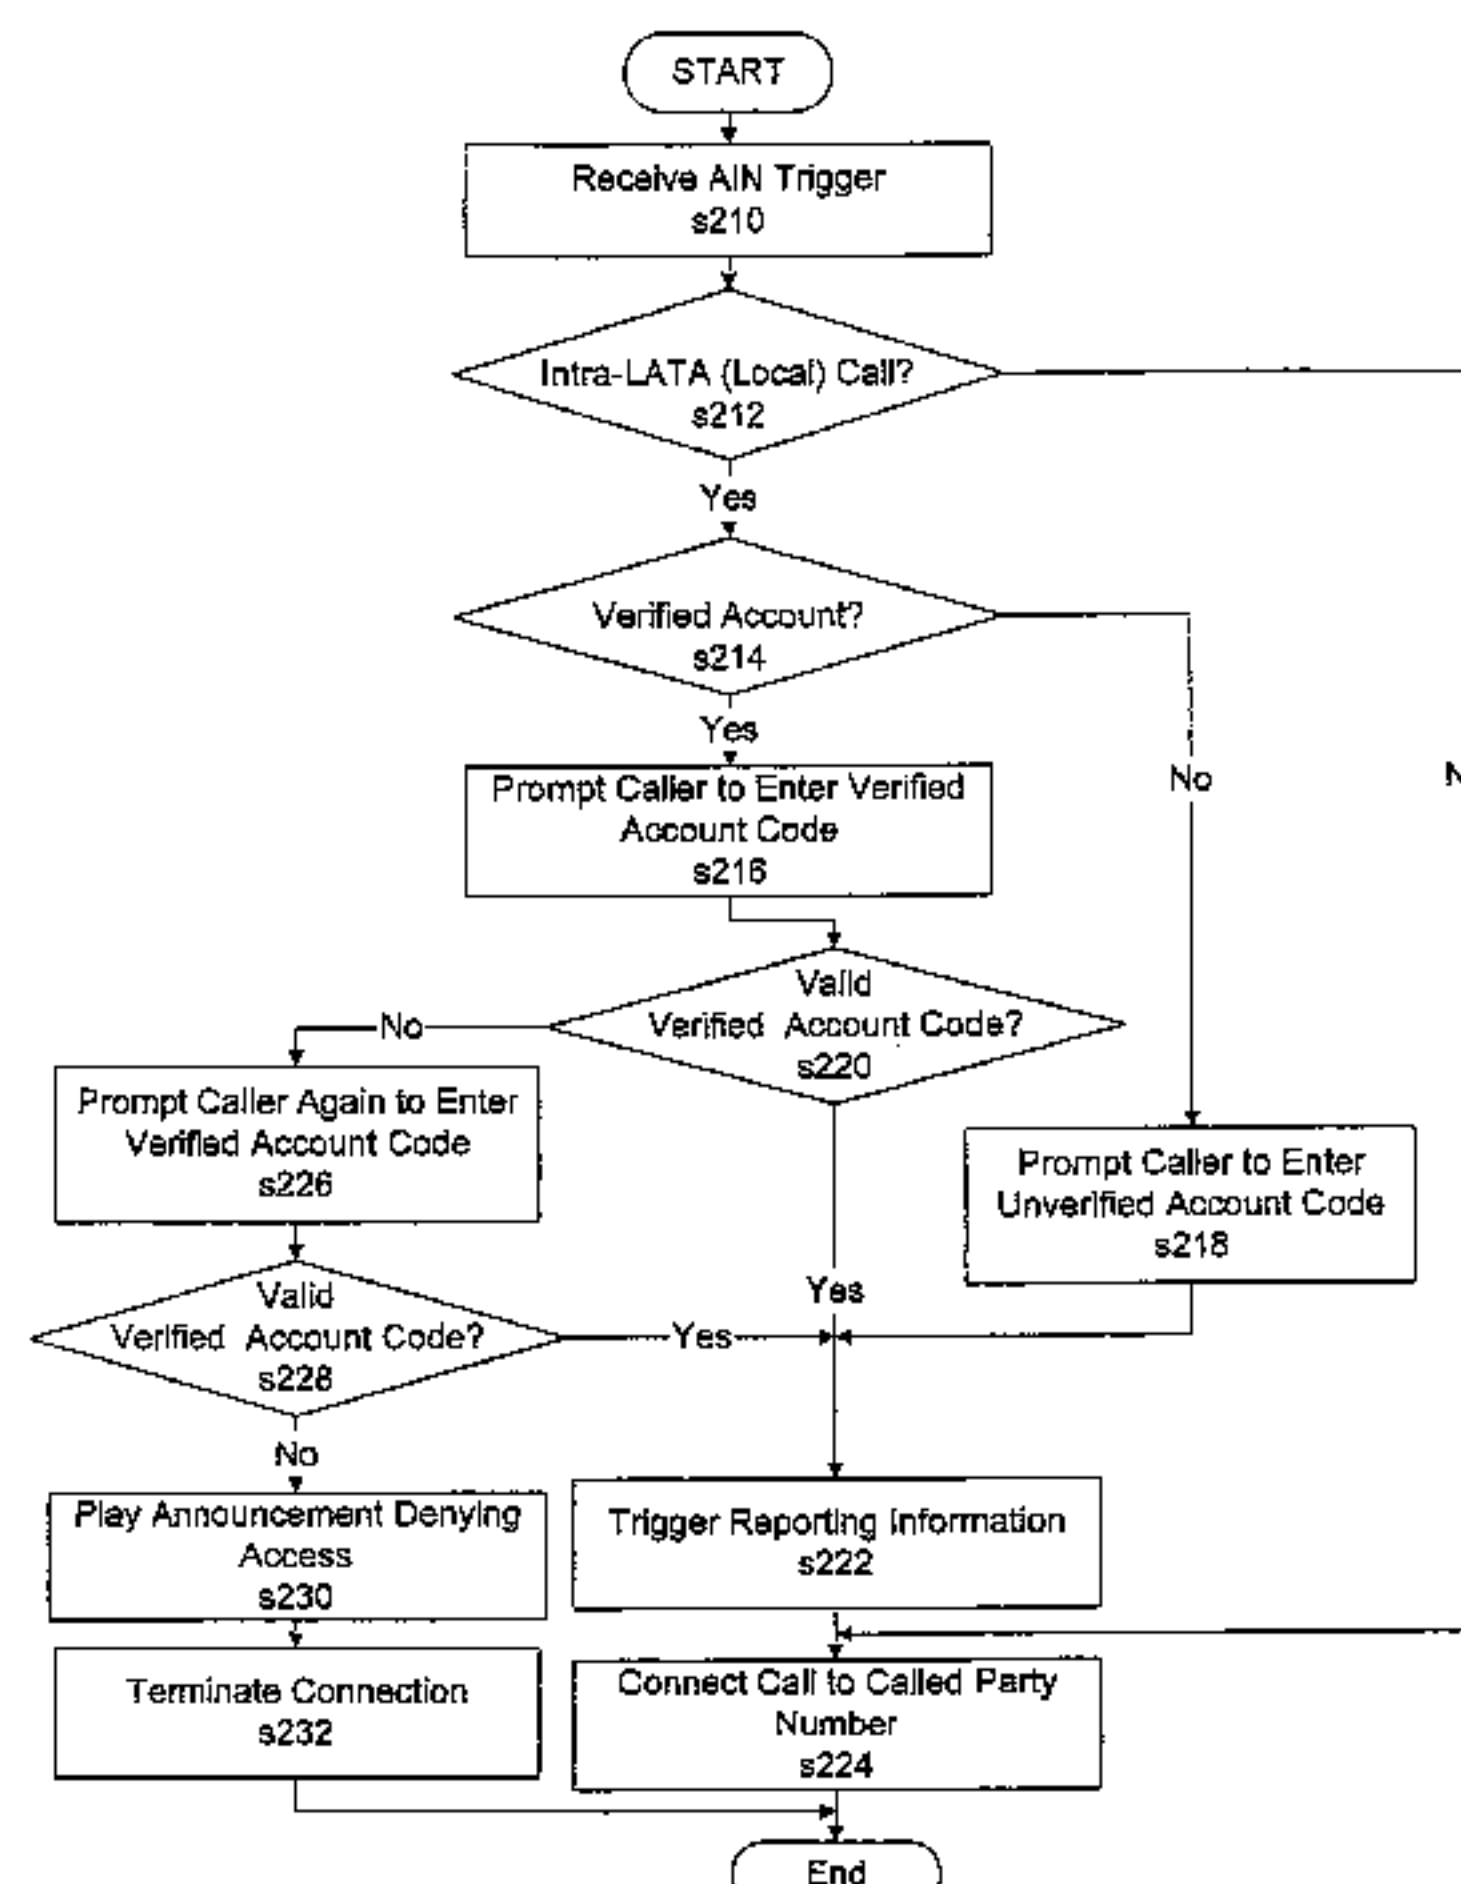 START
Receive AIN Trigger
s210
Intra-LATA (Local) Call?
s212
Yes
Verified Account?
s214
Yes
No
Prompt Caller to Enter Verified
Account Code
s216
Valid
Verified Account Code?
s220
No
Prompt Caller Again to Enter
Verified Account Code
s226
Prompt Caller to Enter
Unverified Account Code
s218
Yes
Valid
Verified Account Code?
s228
Yes
No
Play Announcement Denying
Access
s230
Trigger Reporting Information
s222
Terminate Connection
s232
Connect Call to Called Party
Number
s224
End